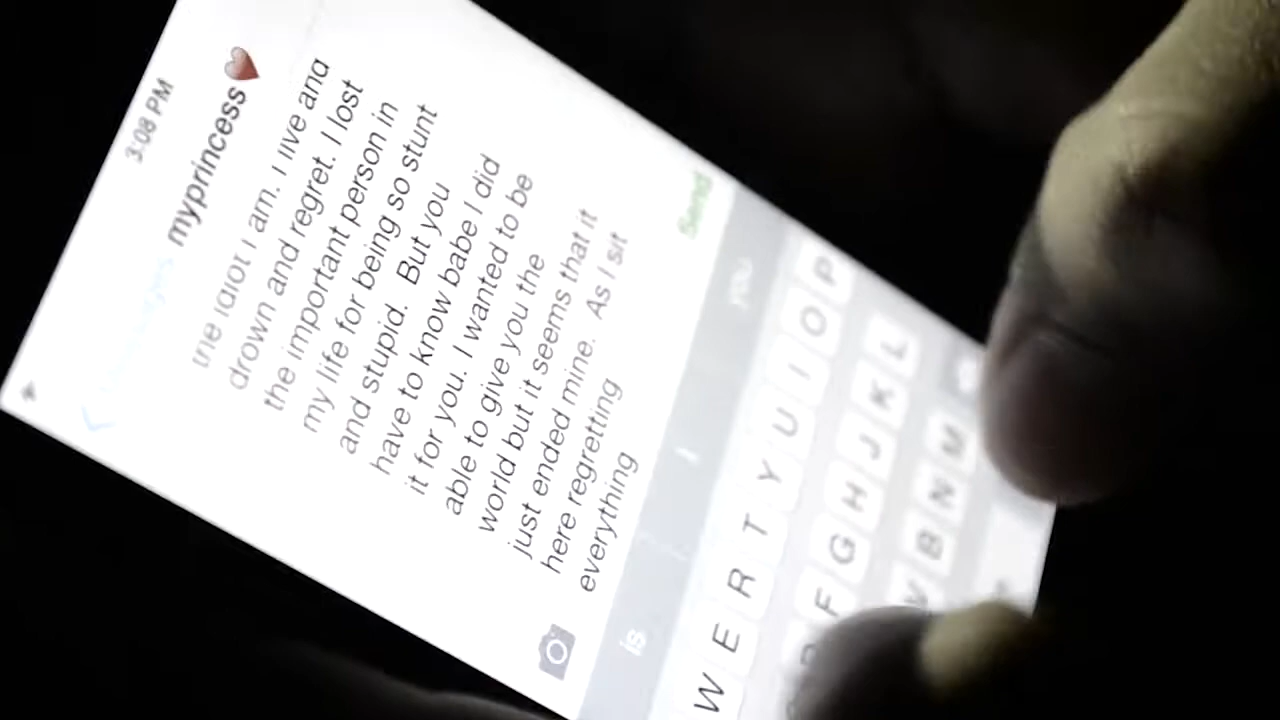 3:08 PM
myprincess❤
the idiot I am. I live and
drown and regret. I lost
the important person in
my life for being so stunt
and stupid. But you
have to know babe I did
it for you. I wanted to be
able to give you the
world but it seems that it
just ended mine. As I sit
here regretting
everything
Send
is I you
W E R T Y U I O P
F G H J K L
V B N M